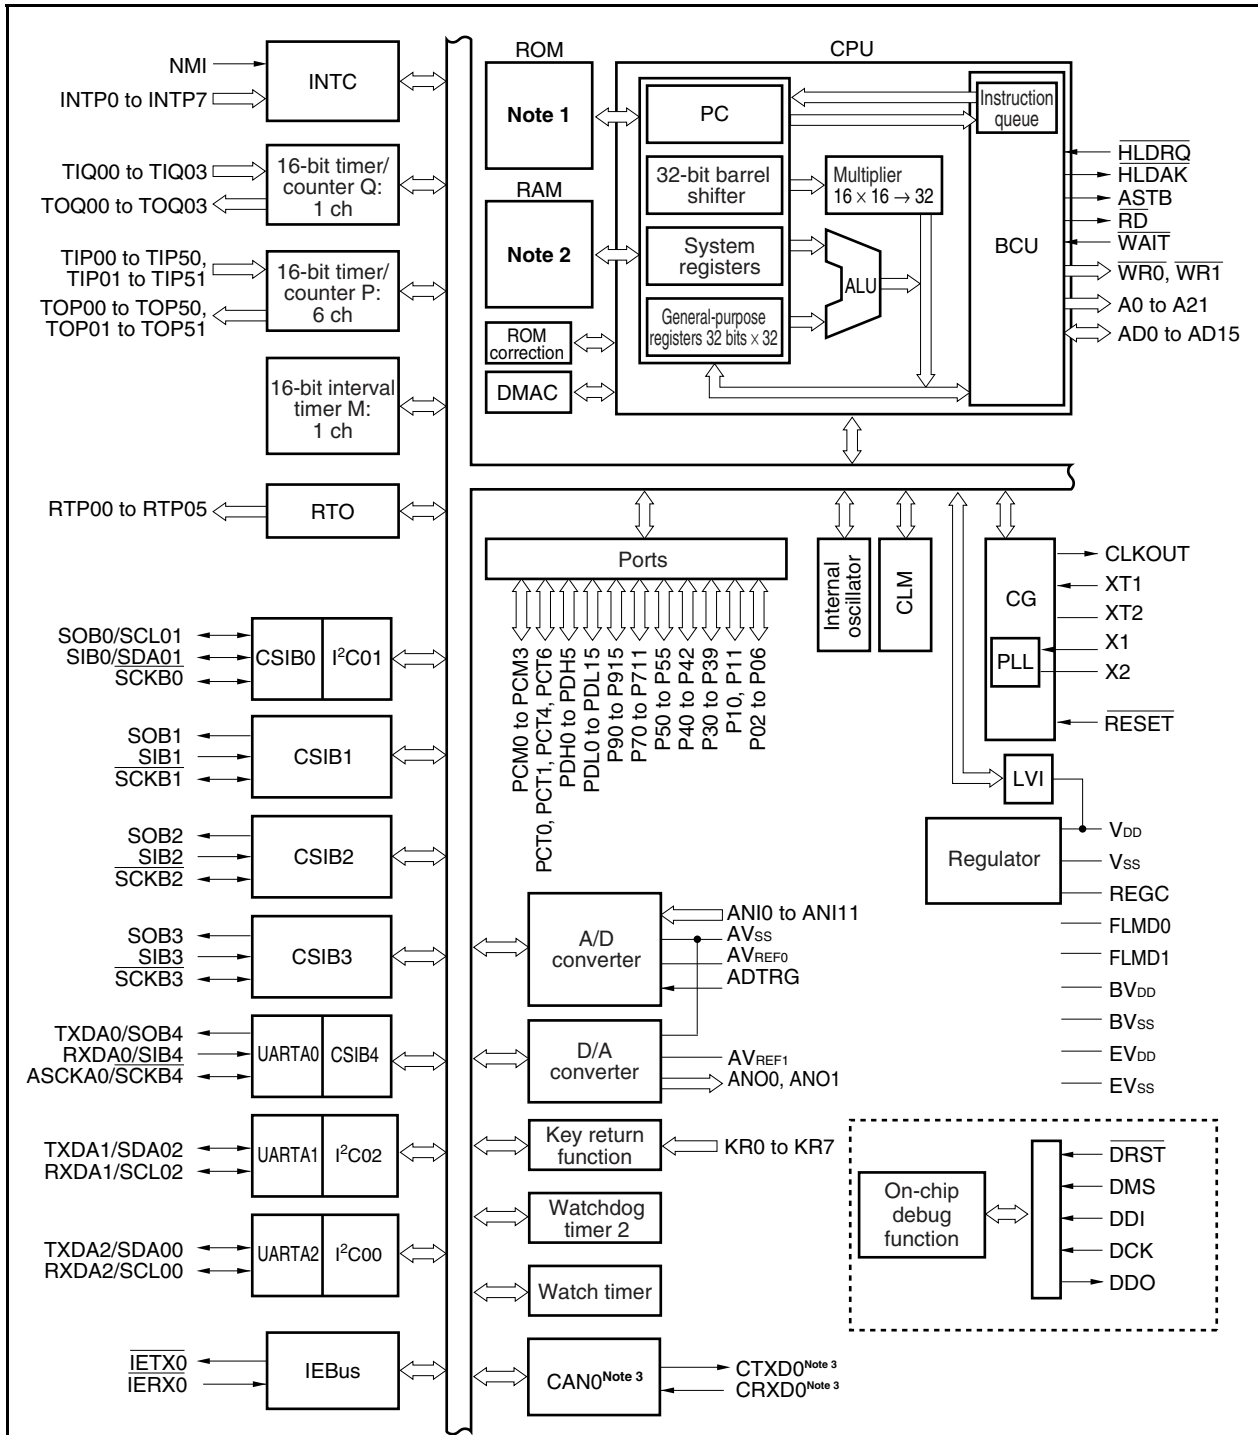 NMI
INTP0 to INTP7
INTC
TIQ00 to TIQ03
TOQ00 to TOQ03
16-bit timer/
counter Q:
1 ch
TIP00 to TIP50,
TIP01 to TIP51
TOP00 to TOP50,
TOP01 to TOP51
16-bit timer/
counter P:
6 ch
16-bit interval
timer M:
1 ch
RTP00 to RTP05
RTO
SOB0/SCL01
SIB0/SDA01
SCKB0
CSIB0
I²C01
SOB1
SIB1
SCKB1
CSIB1
SOB2
SIB2
SCKB2
CSIB2
SOB3
SIB3
SCKB3
CSIB3
TXDA0/SOB4
RXDA0/SIB4
ASCKA0/SCKB4
UARTA0
CSIB4
TXDA1/SDA02
RXDA1/SCL02
UARTA1
I²C02
TXDA2/SDA00
RXDA2/SCL00
UARTA2
I²C00
IETX0
IERX0
IEBus
ROM
Note 1
RAM
Note 2
ROM
correction
DMAC
CPU
PC
32-bit barrel
shifter
System
registers
General-purpose
registers 32 bits × 32
Multiplier
16 × 16 → 32
ALU
Instruction
queue
BCU
HLDRQ
HLDAK
ASTB
RD
WAIT
WR0, WR1
A0 to A21
AD0 to AD15
Ports
PCM0 to PCM3
PCT0, PCT1, PCT4, PCT6
PDH0 to PDH5
PDL0 to PDL15
P90 to P915
P70 to P711
P50 to P55
P40 to P42
P30 to P39
P10, P11
P02 to P06
Internal
oscillator
CLM
CG
PLL
CLKOUT
XT1
XT2
X1
X2
RESET
LVI
Regulator
VDD
VSS
REGC
FLMD0
FLMD1
BVDD
BVSS
EVDD
EVSS
A/D
converter
ANI0 to ANI11
AVSS
AVREF0
ADTRG
D/A
converter
AVREF1
ANO0, ANO1
Key return
function
KR0 to KR7
Watchdog
timer 2
Watch timer
CAN0Note 3
CTXD0Note 3
CRXD0Note 3
On-chip
debug
function
DRST
DMS
DDI
DCK
DDO